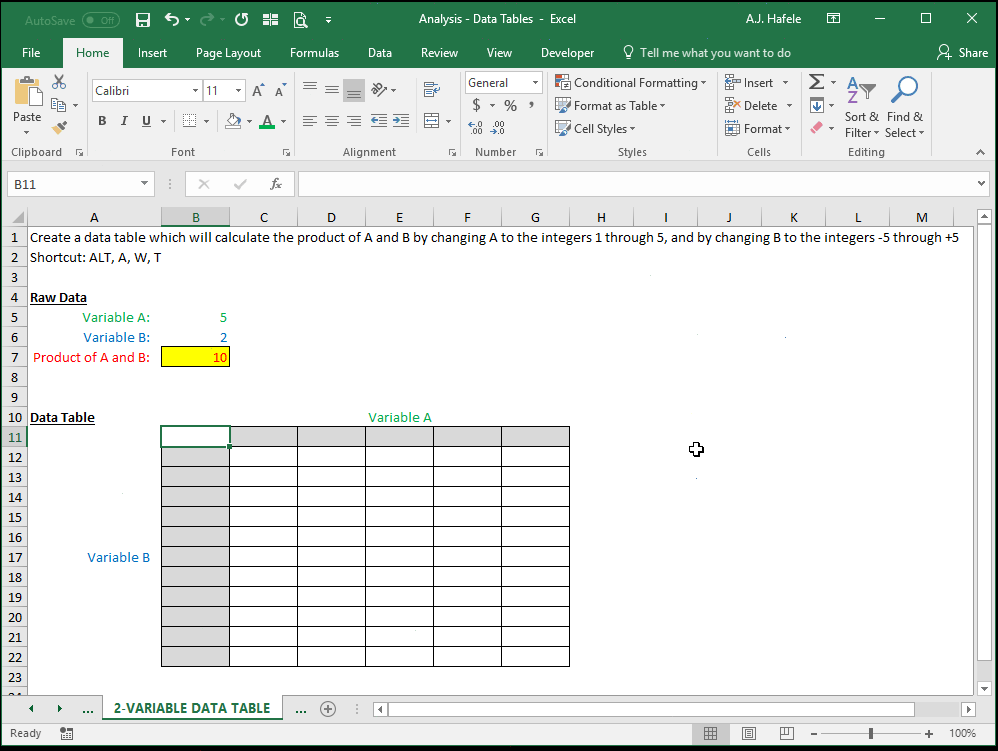 AutoSave Off Analysis - Data Tables - Excel A.J. Hafele
File Home Insert Page Layout Formulas Data Review View Developer Tell me what you want to do Share
Paste
Calibri 11
B I U
General
$ % ,
Conditional Formatting
Format as Table
Cell Styles
Insert
Delete
Format
Sort & Filter
Find & Select
Clipboard Font Alignment Number Styles Cells Editing
B11 fx
A B C D E F G H I J K L M
1 Create a data table which will calculate the product of A and B by changing A to the integers 1 through 5, and by changing B to the integers -5 through +5
2 Shortcut: ALT, A, W, T
3
4 Raw Data
5 Variable A: 5
6 Variable B: 2
7 Product of A and B: 10
8
9
10 Data Table Variable A
11
12
13
14
15
16
17 Variable B
18
19
20
21
22
23
24
... 2-VARIABLE DATA TABLE ...
Ready 100%